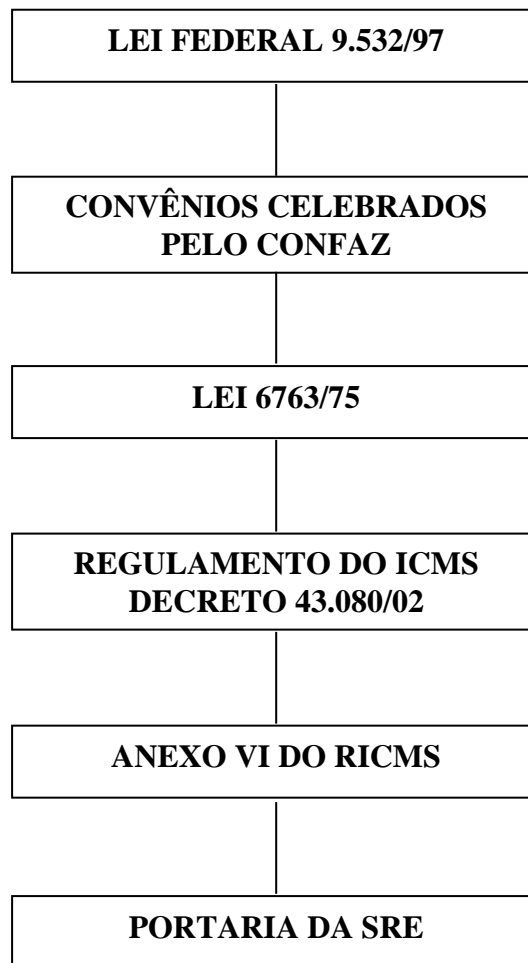 LEI FEDERAL 9.532/97
CONVÊNIOS CELEBRADOS
PELO CONFAZ
LEI 6763/75
REGULAMENTO DO ICMS
DECRETO 43.080/02
ANEXO VI DO RICMS
PORTARIA DA SRE